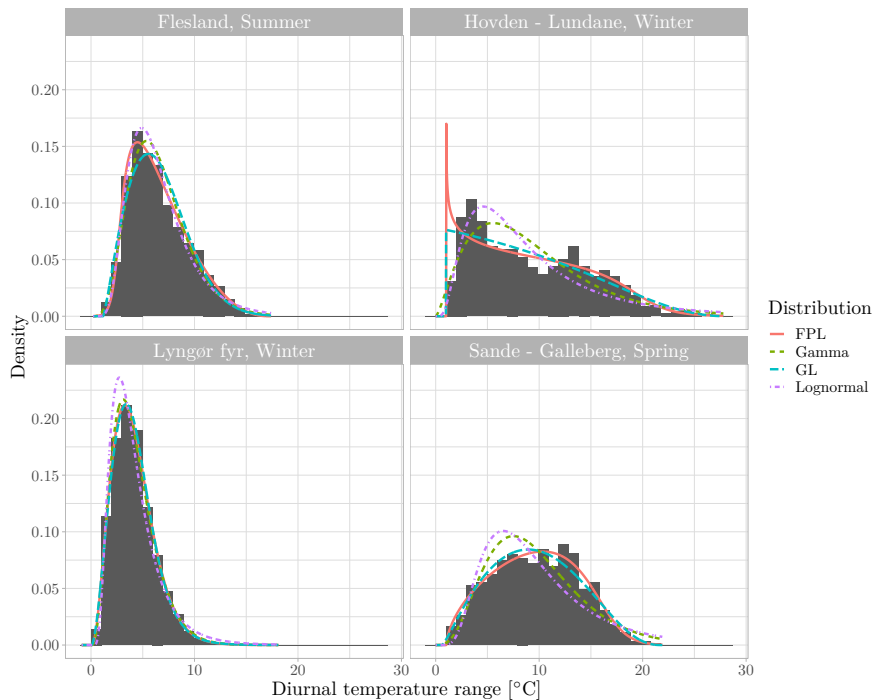 Flesland, Summer
Hovden - Lundane, Winter
0.20
0.15
0.10
0.05
0.00
Lyngør fyr, Winter
Sande - Galleberg, Spring
0.20
0.15
0.10
0.05
0.00
0 10 20 30
0 10 20 30
Density
Diurnal temperature range [°C]
Distribution
FPL
Gamma
GL
Lognormal